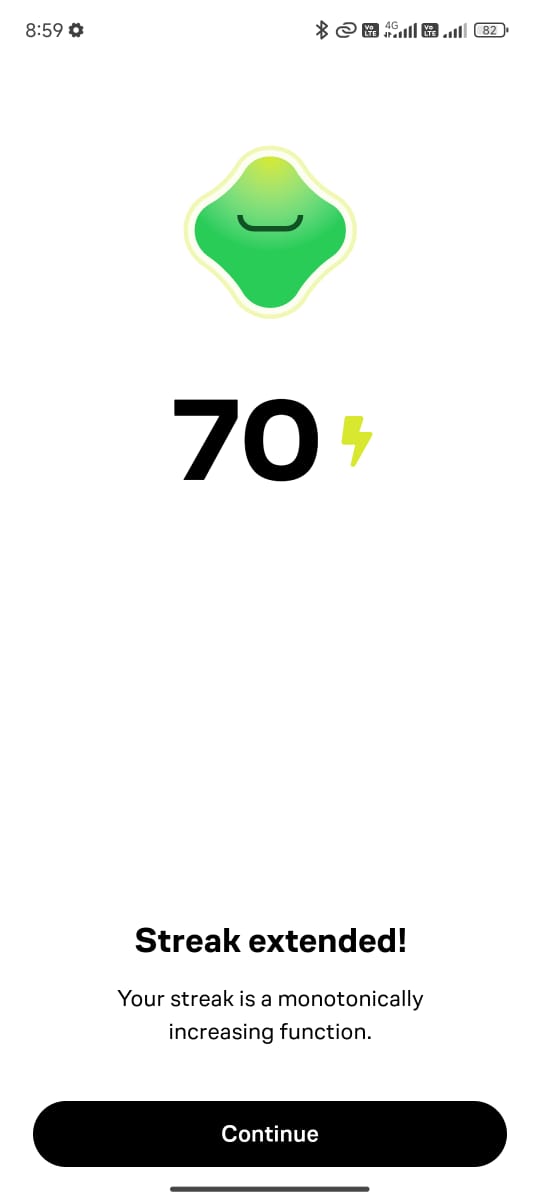 8:59
Vo LTE 4G Vo LTE 82
70
Streak extended!
Your streak is a monotonically
increasing function.
Continue